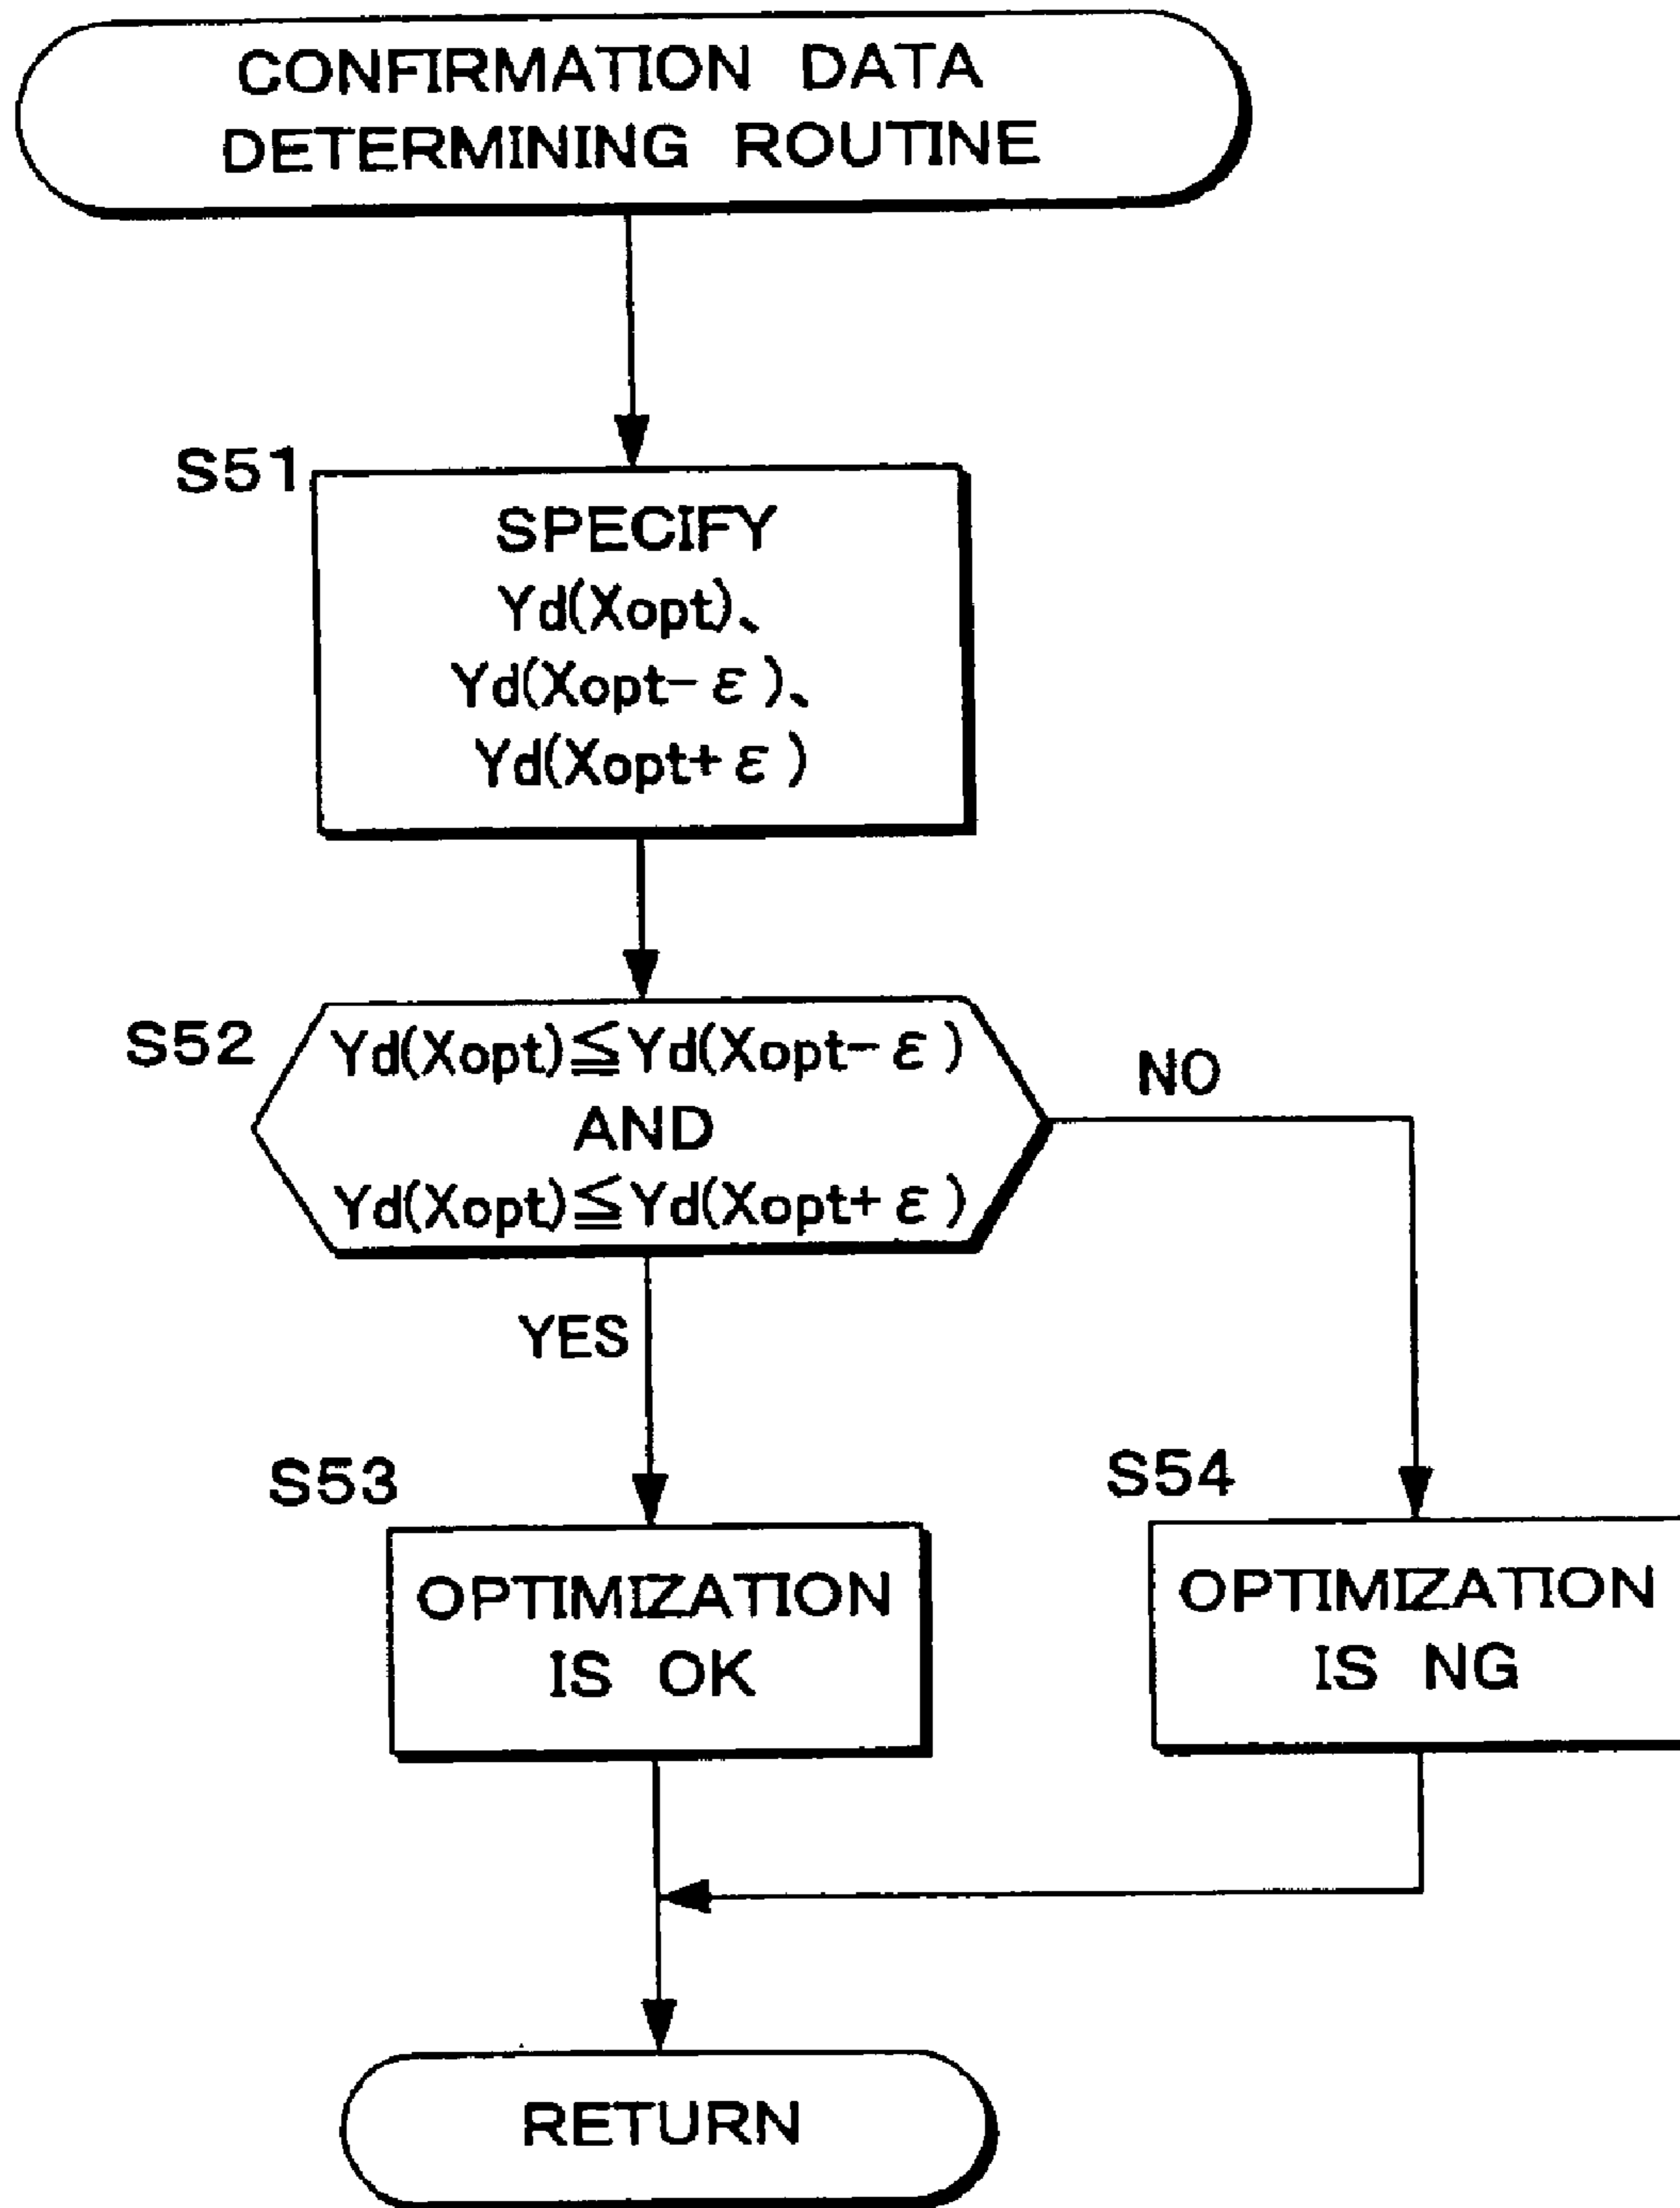 CONFIRMATION DATA
DETERMINING ROUTINE
S51
SPECIFY
Yd(Xopt)、
Yd(Xopt-ε)、
Yd(Xopt+ε)
S52
Yd(Xopt)≦Yd(Xopt-ε)
AND
Yd(Xopt)≦Yd(Xopt+ε)
NO
YES
S53
OPTIMIZATION
IS OK
S54
OPTIMIZATION
IS NG
RETURN